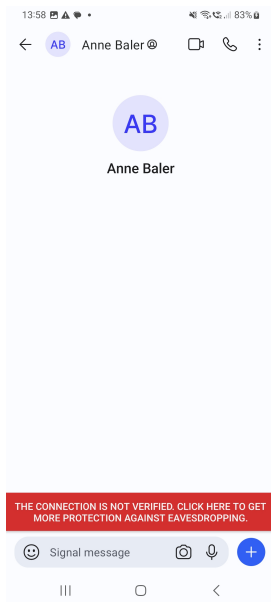 13:58 83%
AB Anne Baler
AB
Anne Baler
THE CONNECTION IS NOT VERIFIED. CLICK HERE TO GET
MORE PROTECTION AGAINST EAVESDROPPING.
Signal message